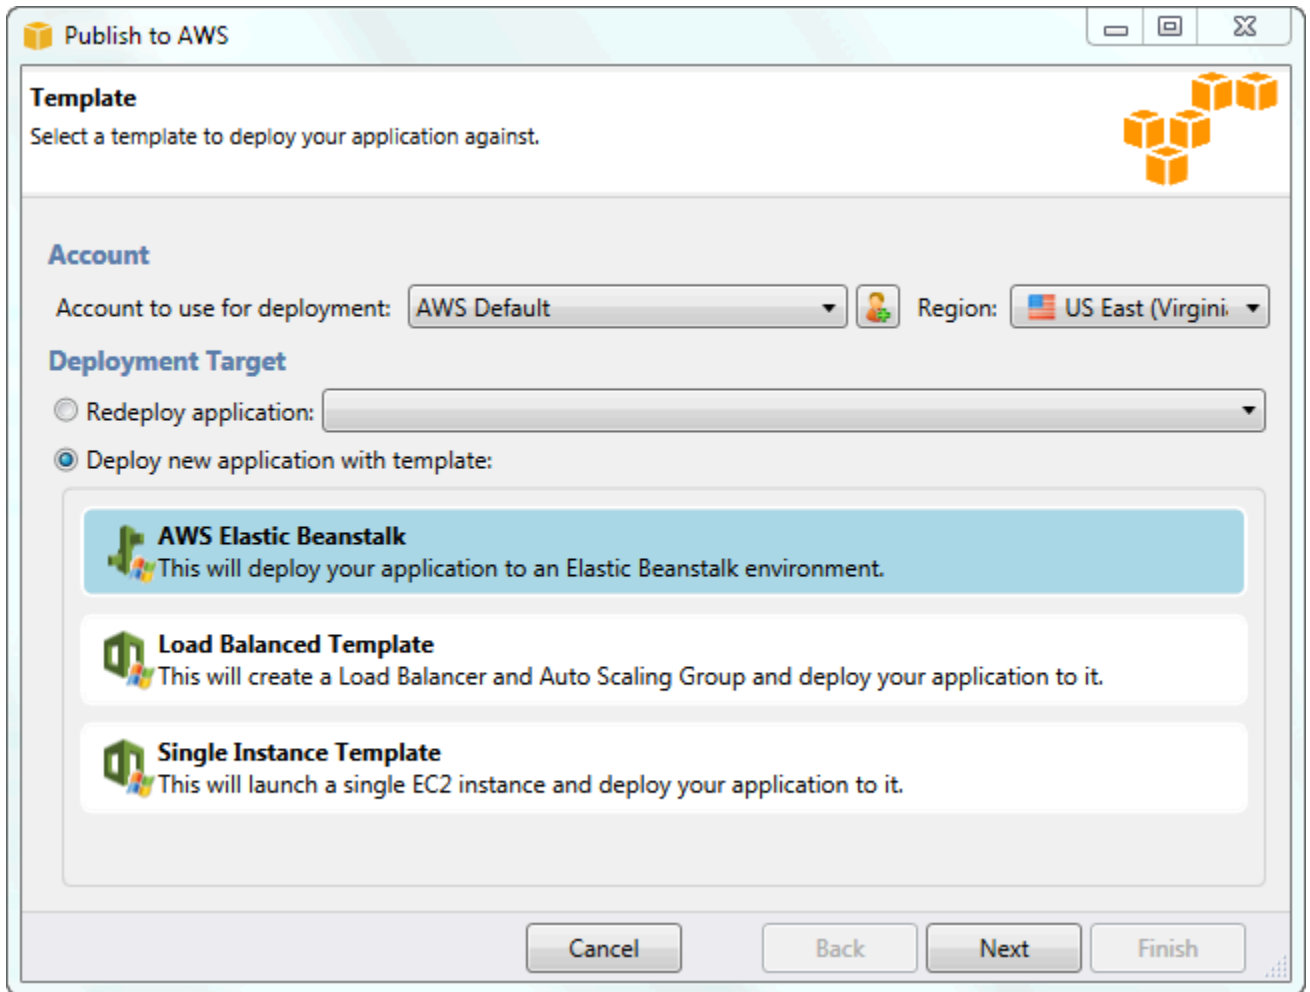 Publish to AWS
Template
Select a template to deploy your application against.
Account
Account to use for deployment: AWS Default Region: US East (Virgini
Deployment Target
Redeploy application:
Deploy new application with template:
AWS Elastic Beanstalk
This will deploy your application to an Elastic Beanstalk environment.
Load Balanced Template
This will create a Load Balancer and Auto Scaling Group and deploy your application to it.
Single Instance Template
This will launch a single EC2 instance and deploy your application to it.
Cancel Back Next Finish